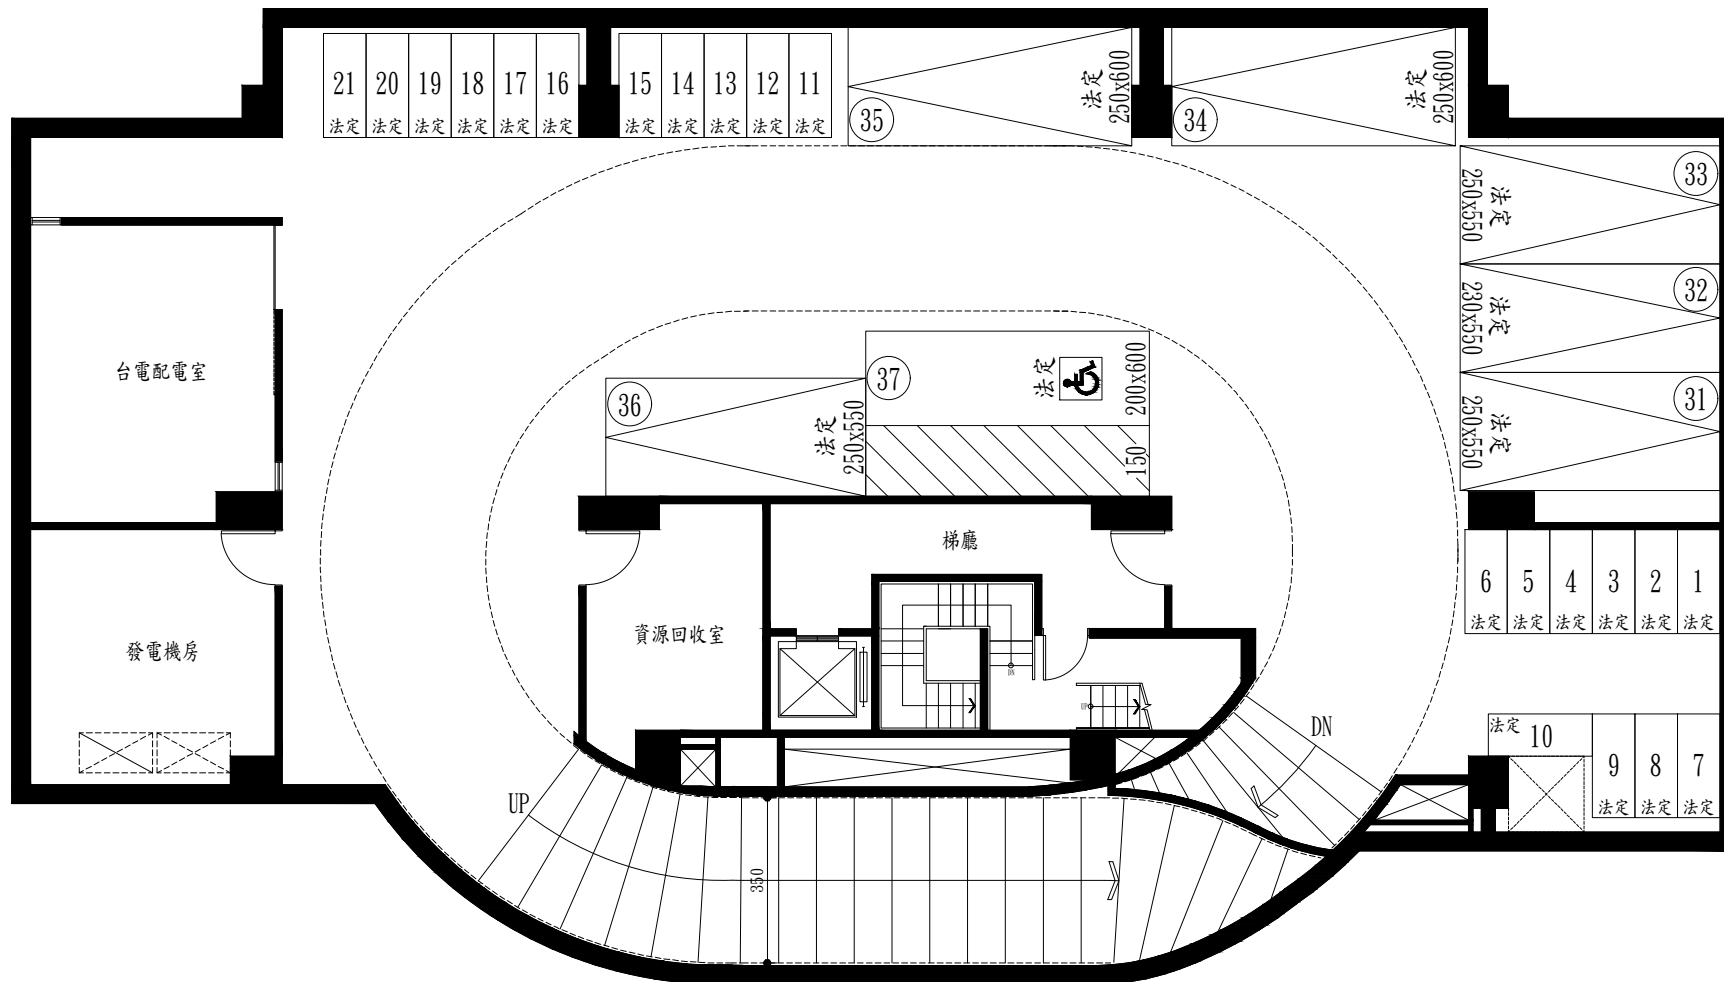 21 20 19 18 17 16
法定 法定 法定 法定 法定 法定
15 14 13 12 11
法定 法定 法定 法定 法定
35
法定
250x600
34
法定
250x600
33
法定
250x550
32
法定
230x550
31
法定
250x550
台電配電室
36
法定
250x550
37
法定
200x600
150
梯廳
資源回收室
發電機房
6 5 4 3 2 1
法定 法定 法定 法定 法定 法定
DN
UP
DN
UP
350
法定 10
9 8 7
法定 法定 法定